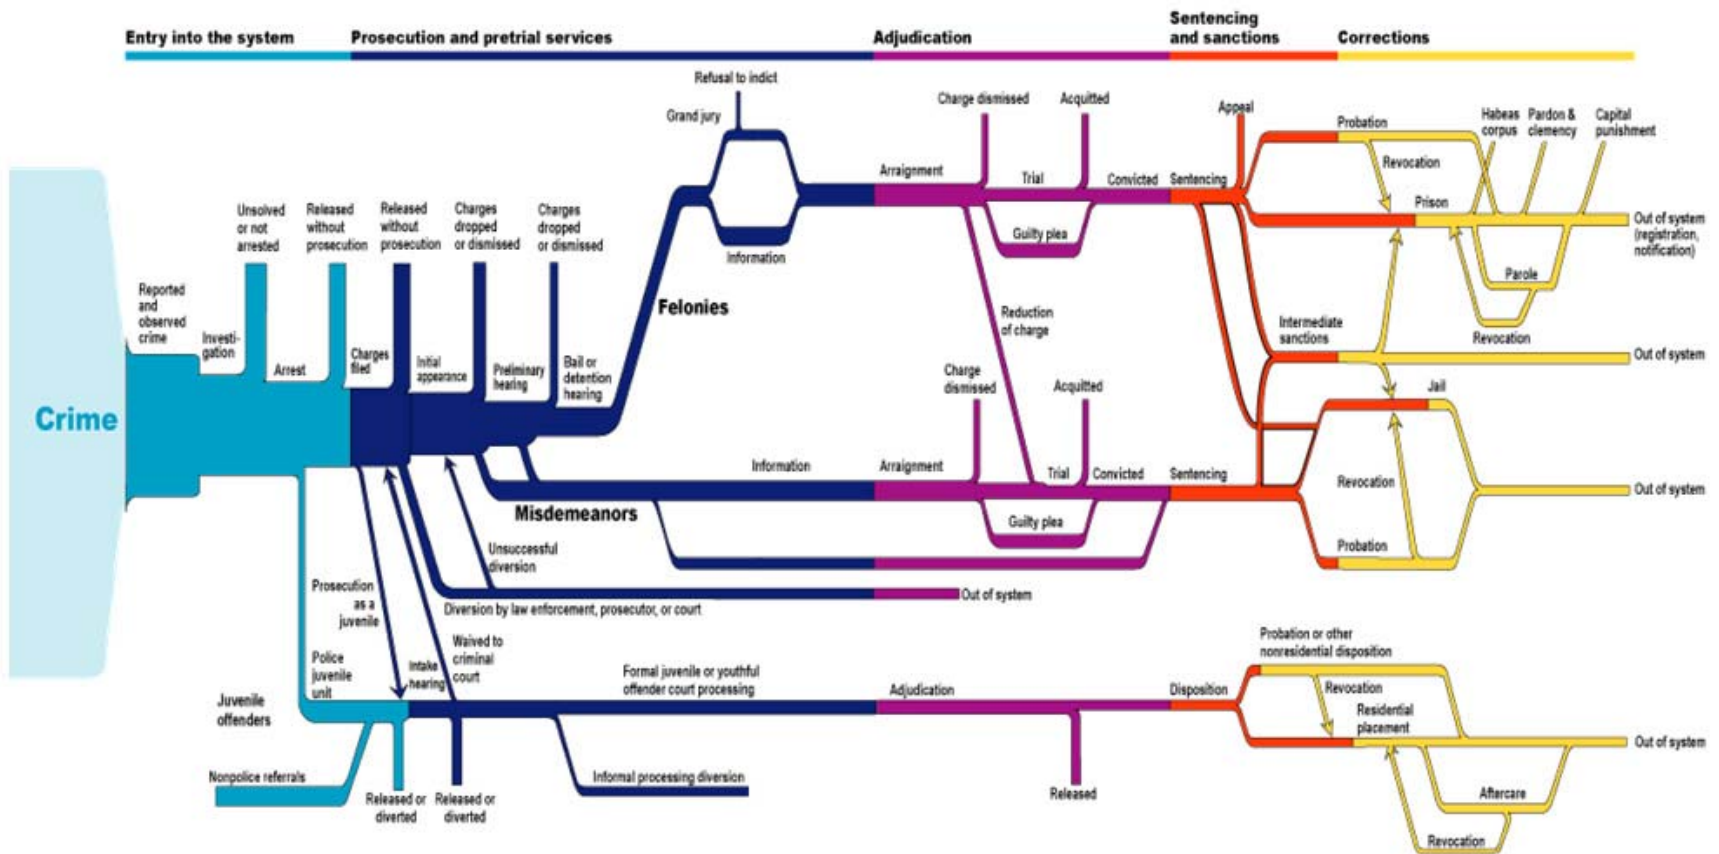 Entry into the system
Prosecution and pretrial services
Adjudication
Sentencing
and sanctions
Corrections
Refusal to indict
Grand jury
Information
Felonies
Charge dismissed
Acquitted
Arraignment
Trial
Convicted
Guilty plea
Sentencing
Appeal
Probation
Revocation
Prison
Habeas
corpus
Pardon &
clemency
Capital
punishment
Out of system
(registration,
notification)
Parole
Revocation
Unsolved
or not
arrested
Released
without
prosecution
Released
without
prosecution
Charges
dropped
or dismissed
Charges
dropped
or dismissed
Reported
and
observed
crime
Investi-
gation
Arrest
Charges
filed
Initial
appearance
Preliminary
hearing
Bail or
detention
hearing
Crime
Reduction
of charge
Intermediate
sanctions
Out of system
Charge
dismissed
Acquitted
Jail
Information
Arraignment
Trial
Convicted
Sentencing
Misdemeanors
Guilty plea
Revocation
Out of system
Probation
Unsuccessful
diversion
Diversion by law enforcement, prosecutor, or court
Out of system
Prosecution
as a
juvenile
Police
juvenile
unit
Intake
hearing
Waived to
criminal
court
Formal juvenile or youthful
offender court processing
Adjudication
Disposition
Probation or other
nonresidential disposition
Revocation
Residential
placement
Out of system
Juvenile
offenders
Nonpolice referrals
Released or
diverted
Released or
diverted
Informal processing diversion
Released
Aftercare
Revocation